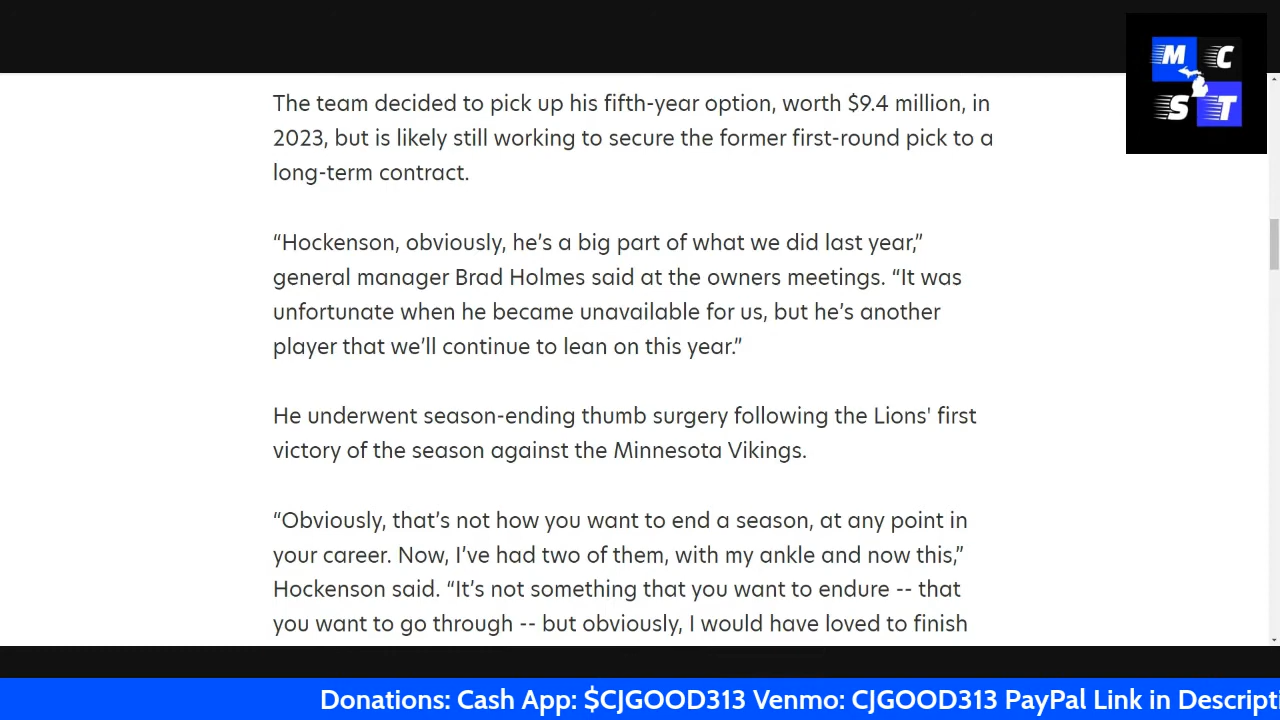 M C
S T
The team decided to pick up his fifth-year option, worth $9.4 million, in
2023, but is likely still working to secure the former first-round pick to a
long-term contract.
“Hockenson, obviously, he’s a big part of what we did last year,”
general manager Brad Holmes said at the owners meetings. “It was
unfortunate when he became unavailable for us, but he’s another
player that we’ll continue to lean on this year.”
He underwent season-ending thumb surgery following the Lions' first
victory of the season against the Minnesota Vikings.
“Obviously, that’s not how you want to end a season, at any point in
your career. Now, I’ve had two of them, with my ankle and now this,”
Hockenson said. “It’s not something that you want to endure -- that
you want to go through -- but obviously, I would have loved to finish
Donations: Cash App: $CJGOOD313 Venmo: CJGOOD313 PayPal Link in Descripti